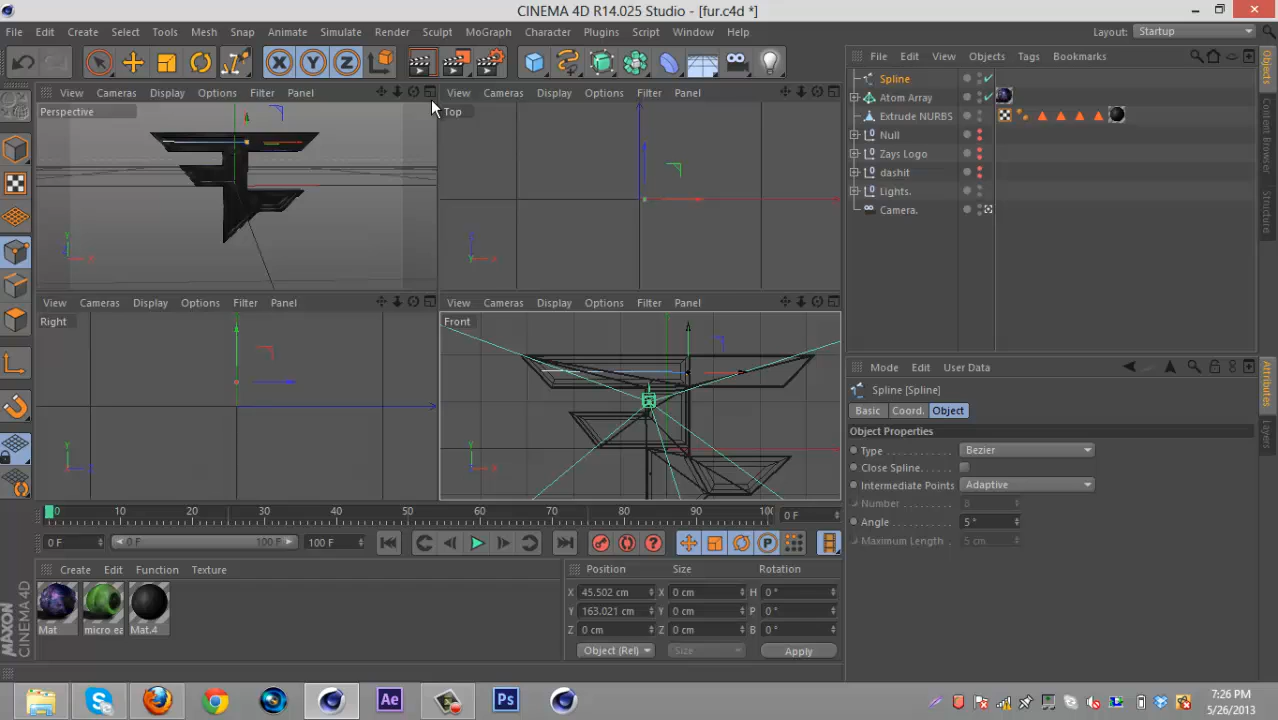 CINEMA 4D R14.025 Studio - [fur.c4d *]
File Edit Create Select Tools Mesh Snap Animate Simulate Render Sculpt MoGraph Character Plugins Script Window Help
Layout: Startup
File Edit View Objects Tags Bookmarks
View Cameras Display Options Filter Panel
View Cameras Display Options Filter Panel
Perspective
Top
Spline
Atom Array
Extrude NURBS
Null
Zays Logo
dashit
Lights.
Camera.
View Cameras Display Options Filter Panel
View Cameras Display Options Filter Panel
Right
Front
Objects
Content Browser
Structure
Mode Edit User Data
Spline [Spline]
Basic Coord. Object
Object Properties
Type Bezier
Close Spline.
Intermediate Points Adaptive
Number 8
Angle 5 °
Maximum Length 5 cm
Attributes
Layers
0 10 20 30 40 50 60 70 80 90 100 0 F
0 F 0 F 100 F 100 F
Create Edit Function Texture
Mat micro ea Mat.4
Position Size Rotation
X 45.502 cm X 0 cm H 0 °
Y 163.021 cm Y 0 cm P 0 °
Z 0 cm Z 0 cm B 0 °
Object (Rel) Size Apply
MAXON CINEMA 4D
Ae Ps
7:26 PM
5/26/2013